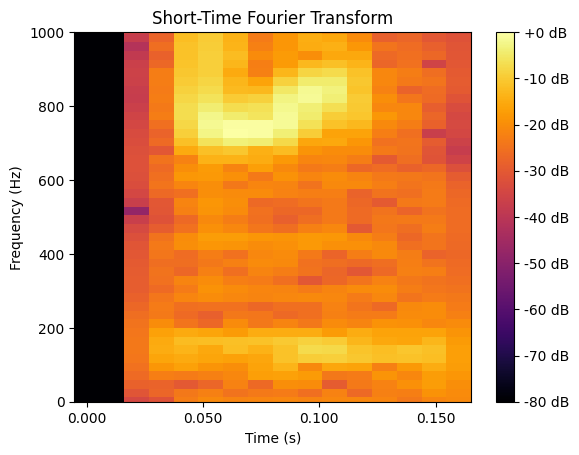 Short-Time Fourier Transform
1000
800
600
400
200
0
Frequency (Hz)
0.000
0.050
0.100
0.150
Time (s)
+0 dB
-10 dB
-20 dB
-30 dB
-40 dB
-50 dB
-60 dB
-70 dB
-80 dB